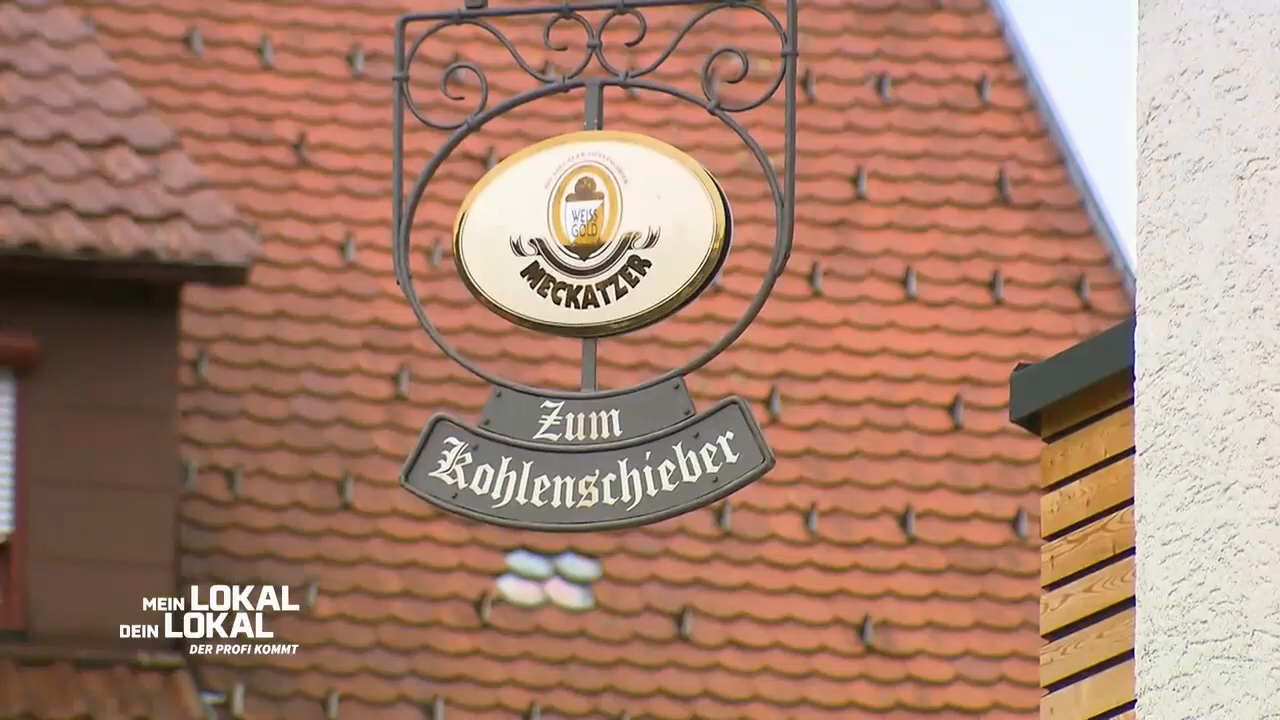 WEISS
GOLD
MECKATZER
Zum
Kohlenschieber
MEIN LOKAL
DEIN LOKAL
DER PROFI KOMMT